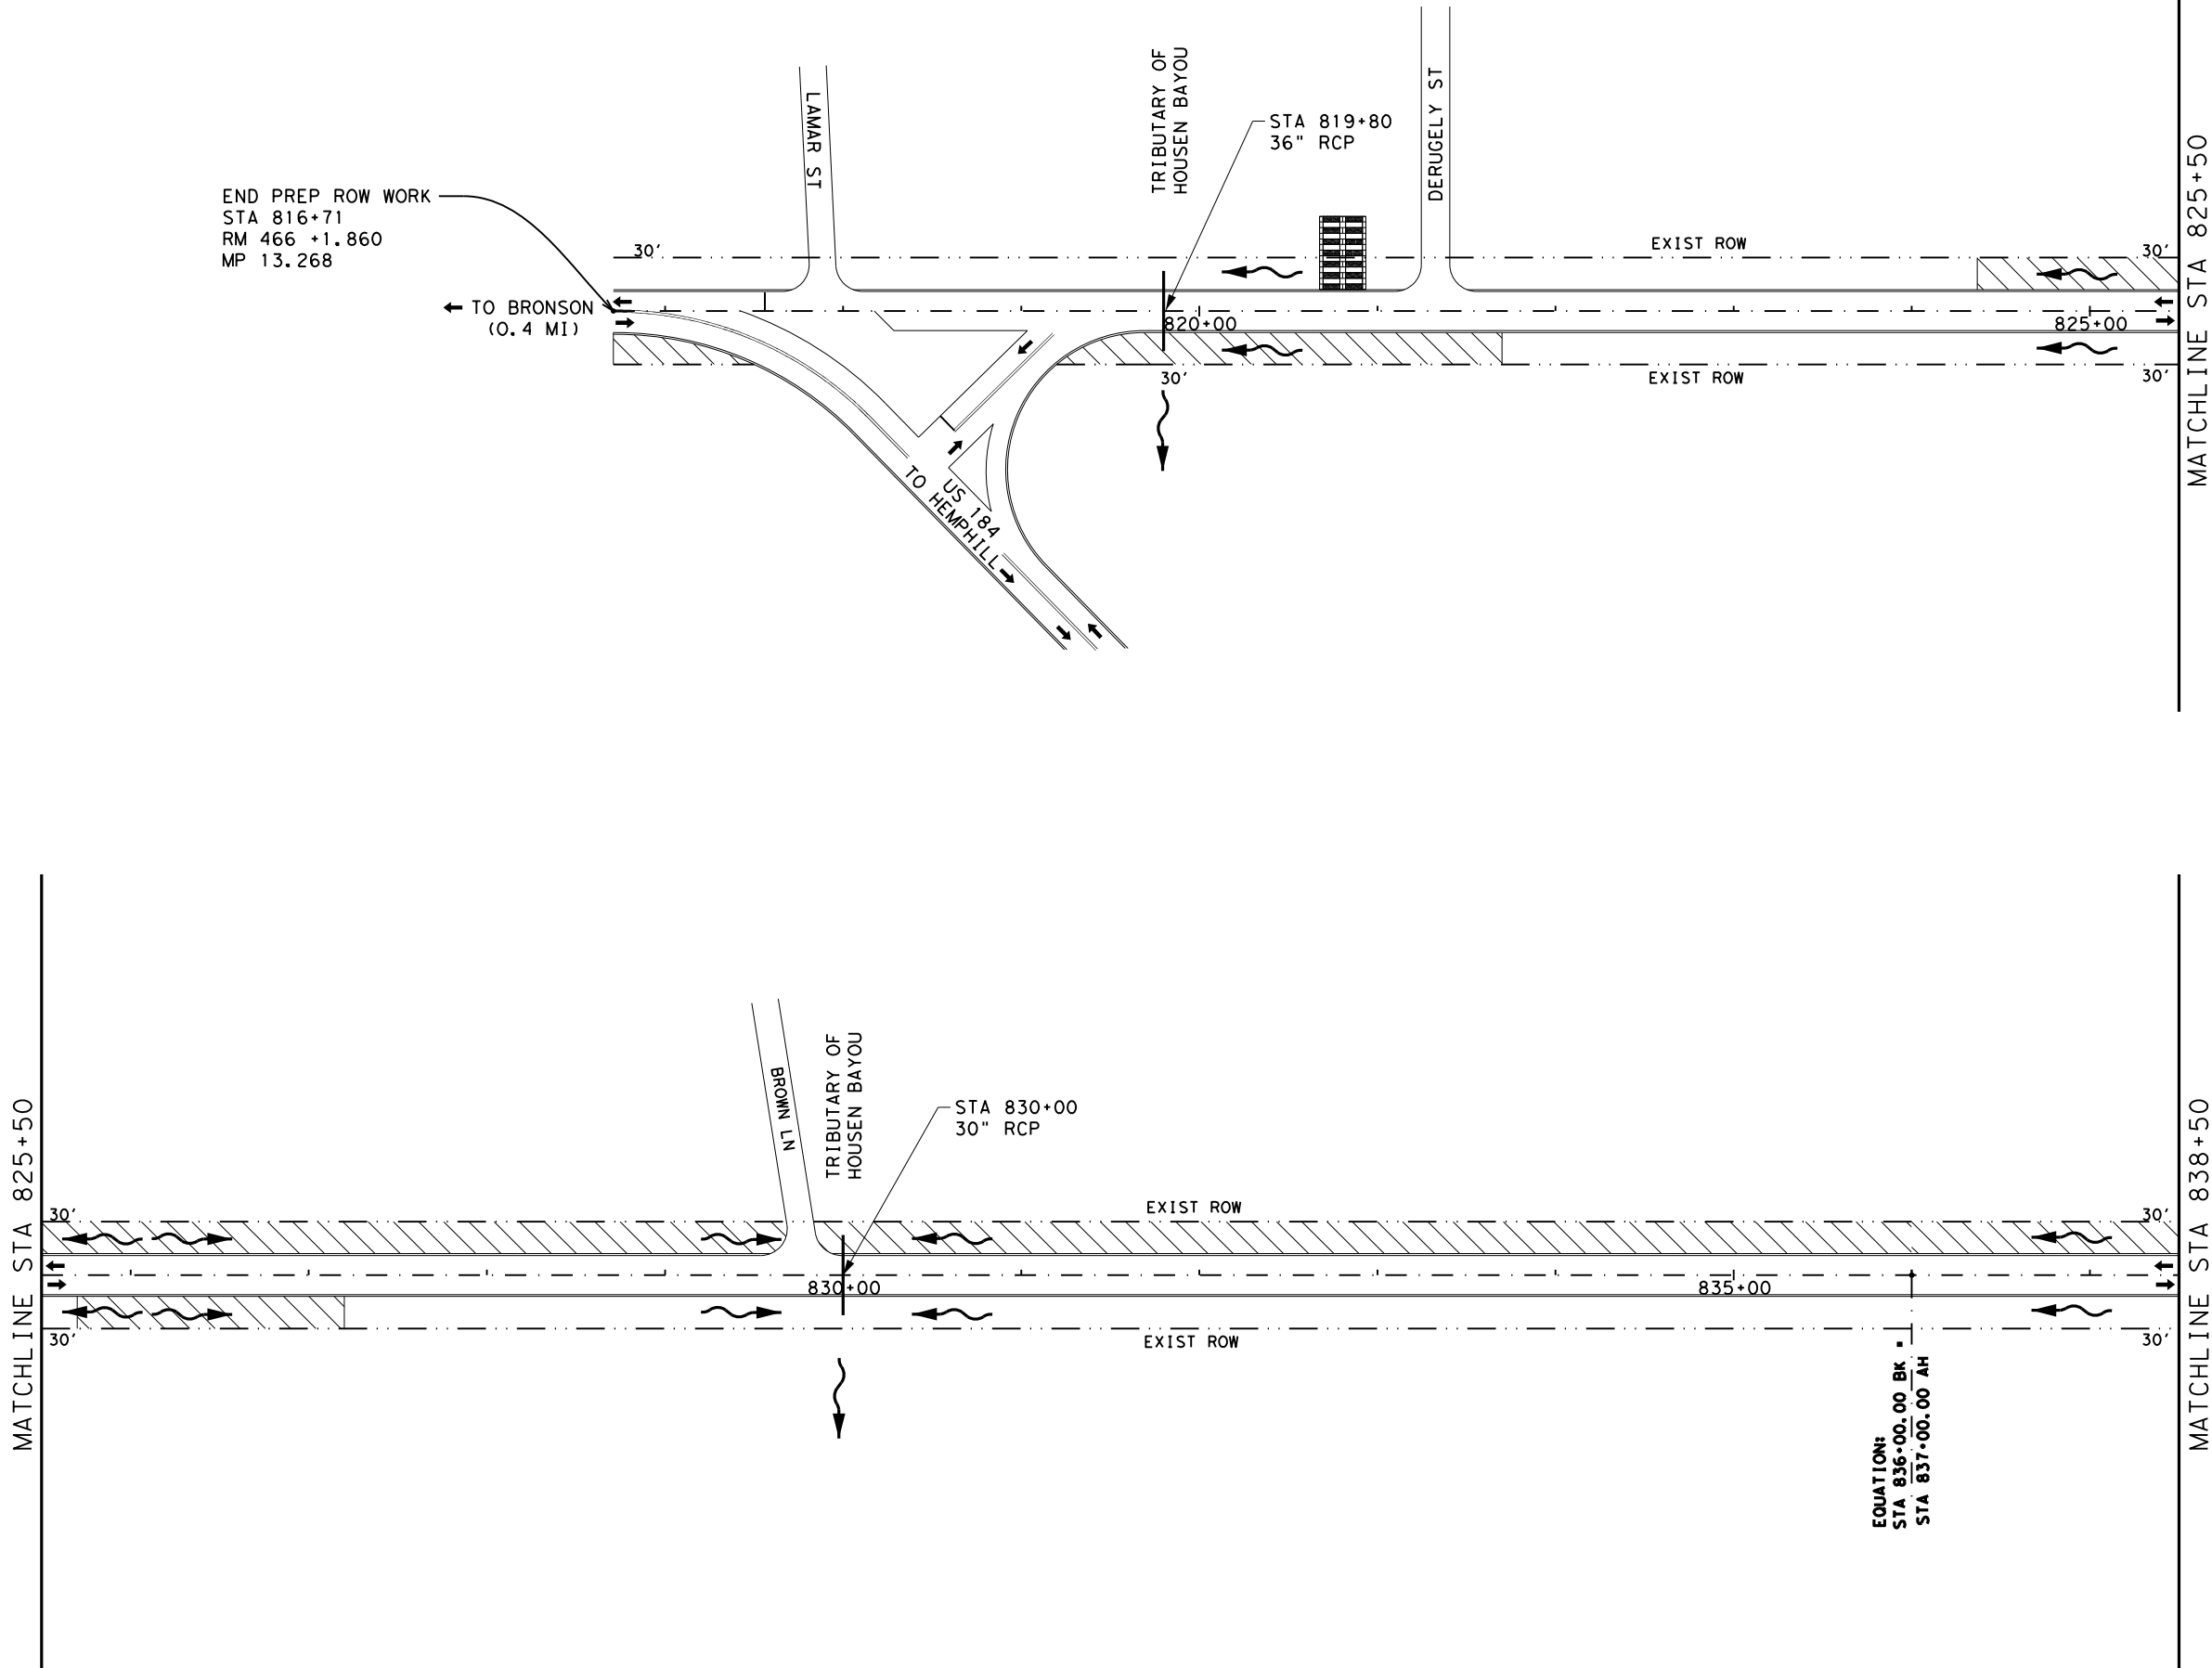 LAMAR ST
TRIBUTARY OF
HOUSEN BAYOU
DERUGELY ST
STA 819+80
36" RCP
END PREP ROW WORK
STA 816+71
RM 466 +1.860
MP 13.268
TO BRONSON
(0.4 MI)
30'
EXIST ROW
30'
820+00
825+00
30'
EXIST ROW
30'
US 184
TO HEMPHILL
MATCHLINE STA 825+50
MATCHLINE STA 825+50
BROWN LN
TRIBUTARY OF
HOUSEN BAYOU
STA 830+00
30" RCP
30'
EXIST ROW
30'
830+00
835+00
30'
EXIST ROW
30'
EQUATION:
STA 836+00.00 BK =
STA 837+00.00 AH
MATCHLINE STA 838+50